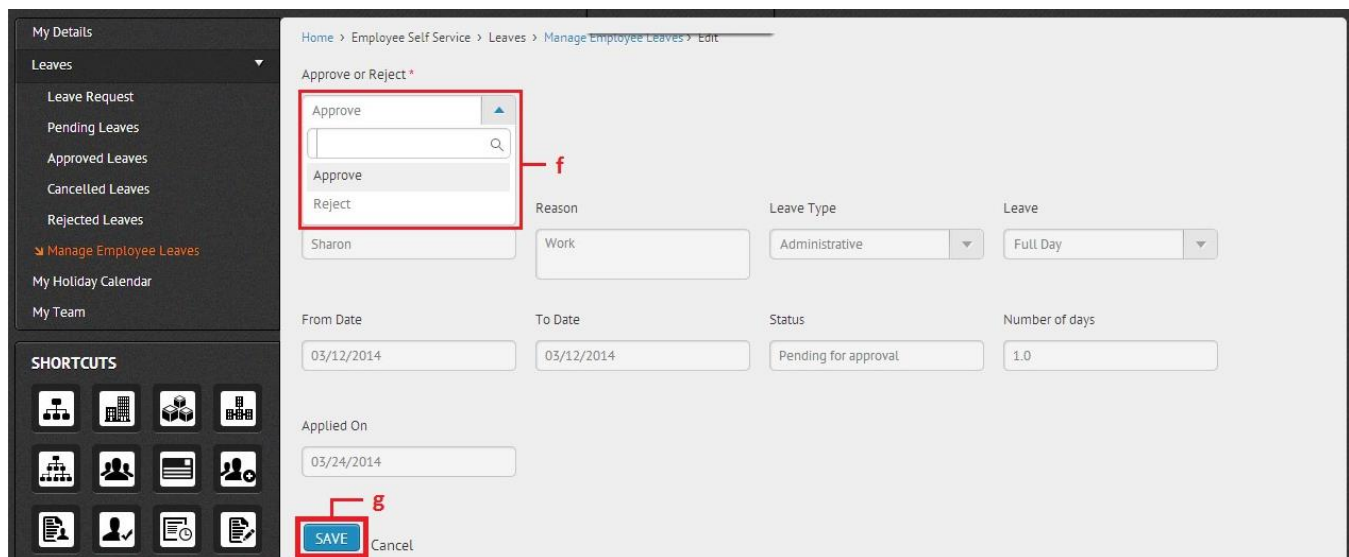 My Details
Leaves
Leave Request
Pending Leaves
Approved Leaves
Cancelled Leaves
Rejected Leaves
Manage Employee Leaves
My Holiday Calendar
My Team
SHORTCUTS
Home > Employee Self Service > Leaves > Manage Employee Leaves > Edit
Approve or Reject *
Approve
Approve
Reject
f
Reason
Leave Type
Leave
Sharon
Work
Administrative
Full Day
From Date
To Date
Status
Number of days
03/12/2014
03/12/2014
Pending for approval
1.0
Applied On
03/24/2014
g
SAVE
Cancel